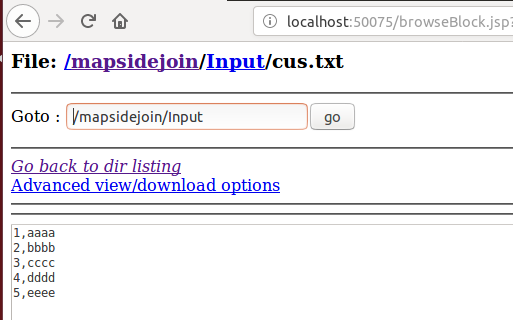 localhost:50075/browseBlock.jsp?
File: /mapsidejoin/Input/cus.txt
Goto : /mapsidejoin/Input go
Go back to dir listing
Advanced view/download options
1,aaaa
2,bbbb
3,cccc
4,dddd
5,eeee